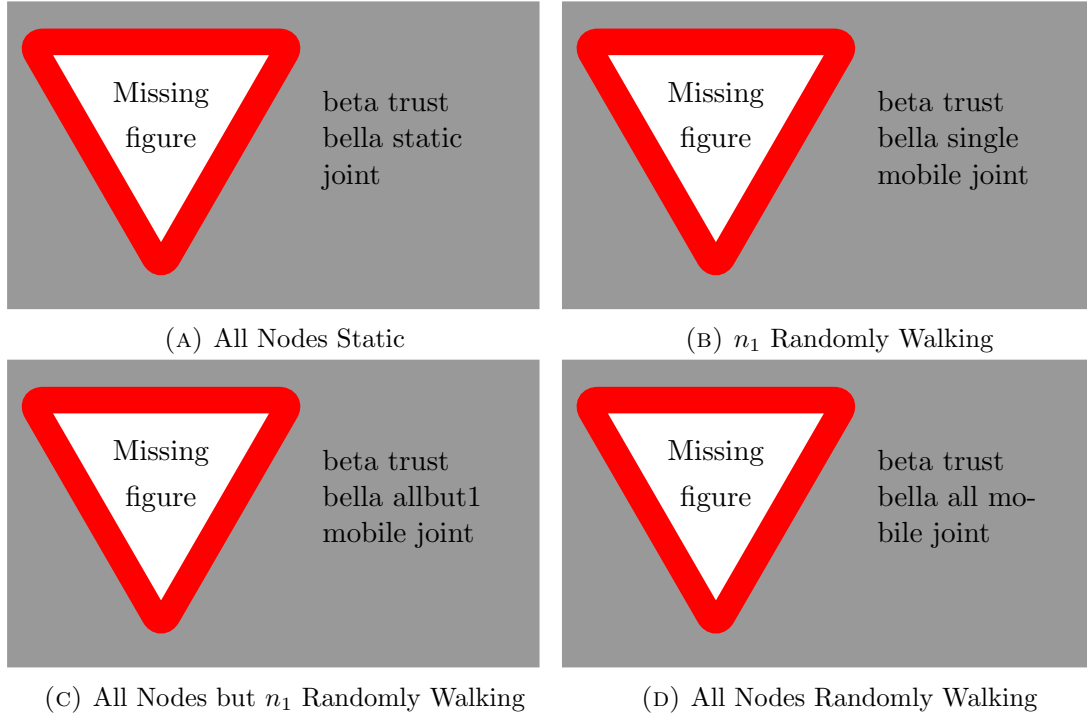 Missing
figure
beta trust
bella static
joint
(A) All Nodes Static
Missing
figure
beta trust
bella single
mobile joint
(B) n₁ Randomly Walking
Missing
figure
beta trust
bella allbut1
mobile joint
(C) All Nodes but n₁ Randomly Walking
Missing
figure
beta trust
bella all mo-
bile joint
(D) All Nodes Randomly Walking